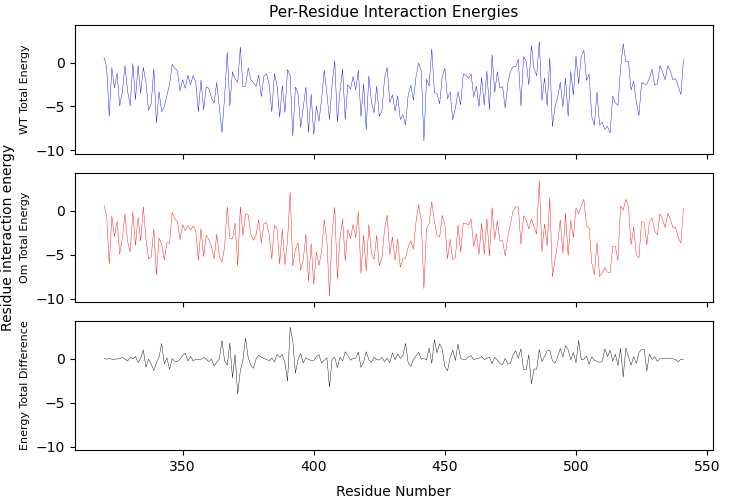 Per-Residue Interaction Energies
Residue interaction energy
WT Total Energy
0
−5
−10
Om Total Energy
0
−5
−10
Energy Total Difference
0
−5
−10
350 400 450 500 550
Residue Number